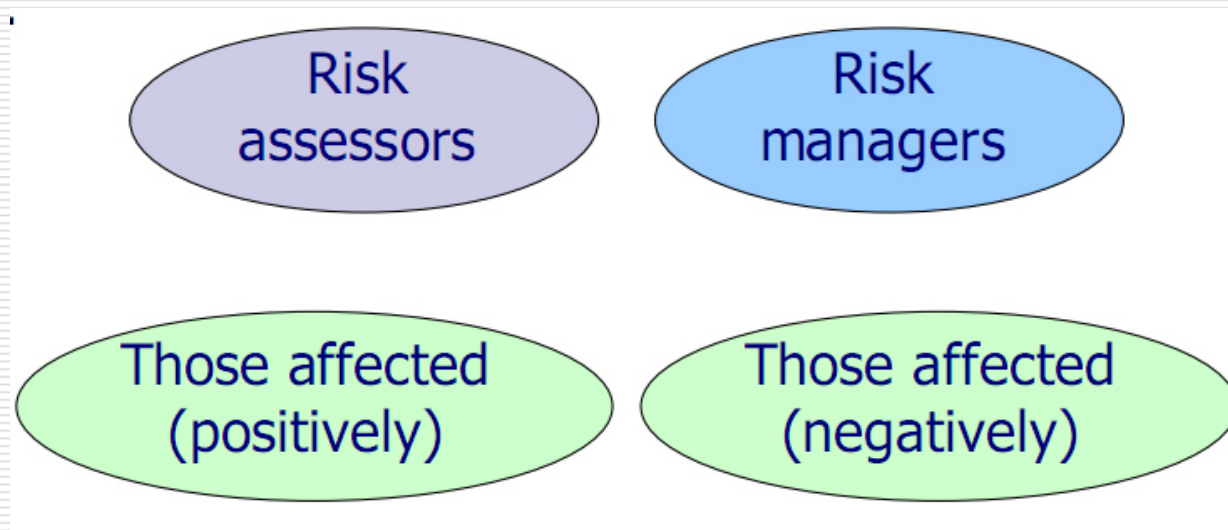 Risk
assessors
Risk
managers
Those affected
(positively)
Those affected
(negatively)